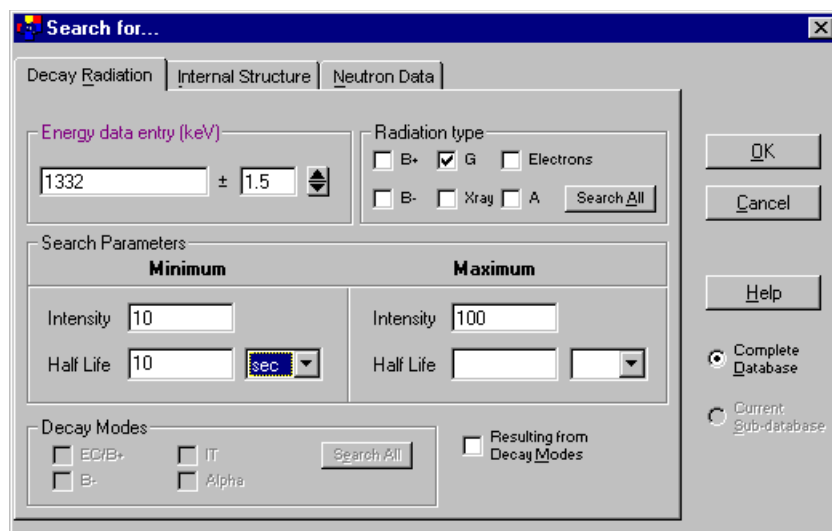 Search for...
Decay Radiation Internal Structure Neutron Data
Energy data entry (keV)
1332 ± 1.5
Radiation type
B+ G Electrons
B- Xray A Search All
OK
Cancel
Search Parameters
Minimum Maximum
Intensity 10 Intensity 100
Half Life 10 sec Half Life
Help
Complete
Database
Current
Sub-database
Decay Modes
EC/B+ IT Search All
B- Alpha
Resulting from
Decay Modes